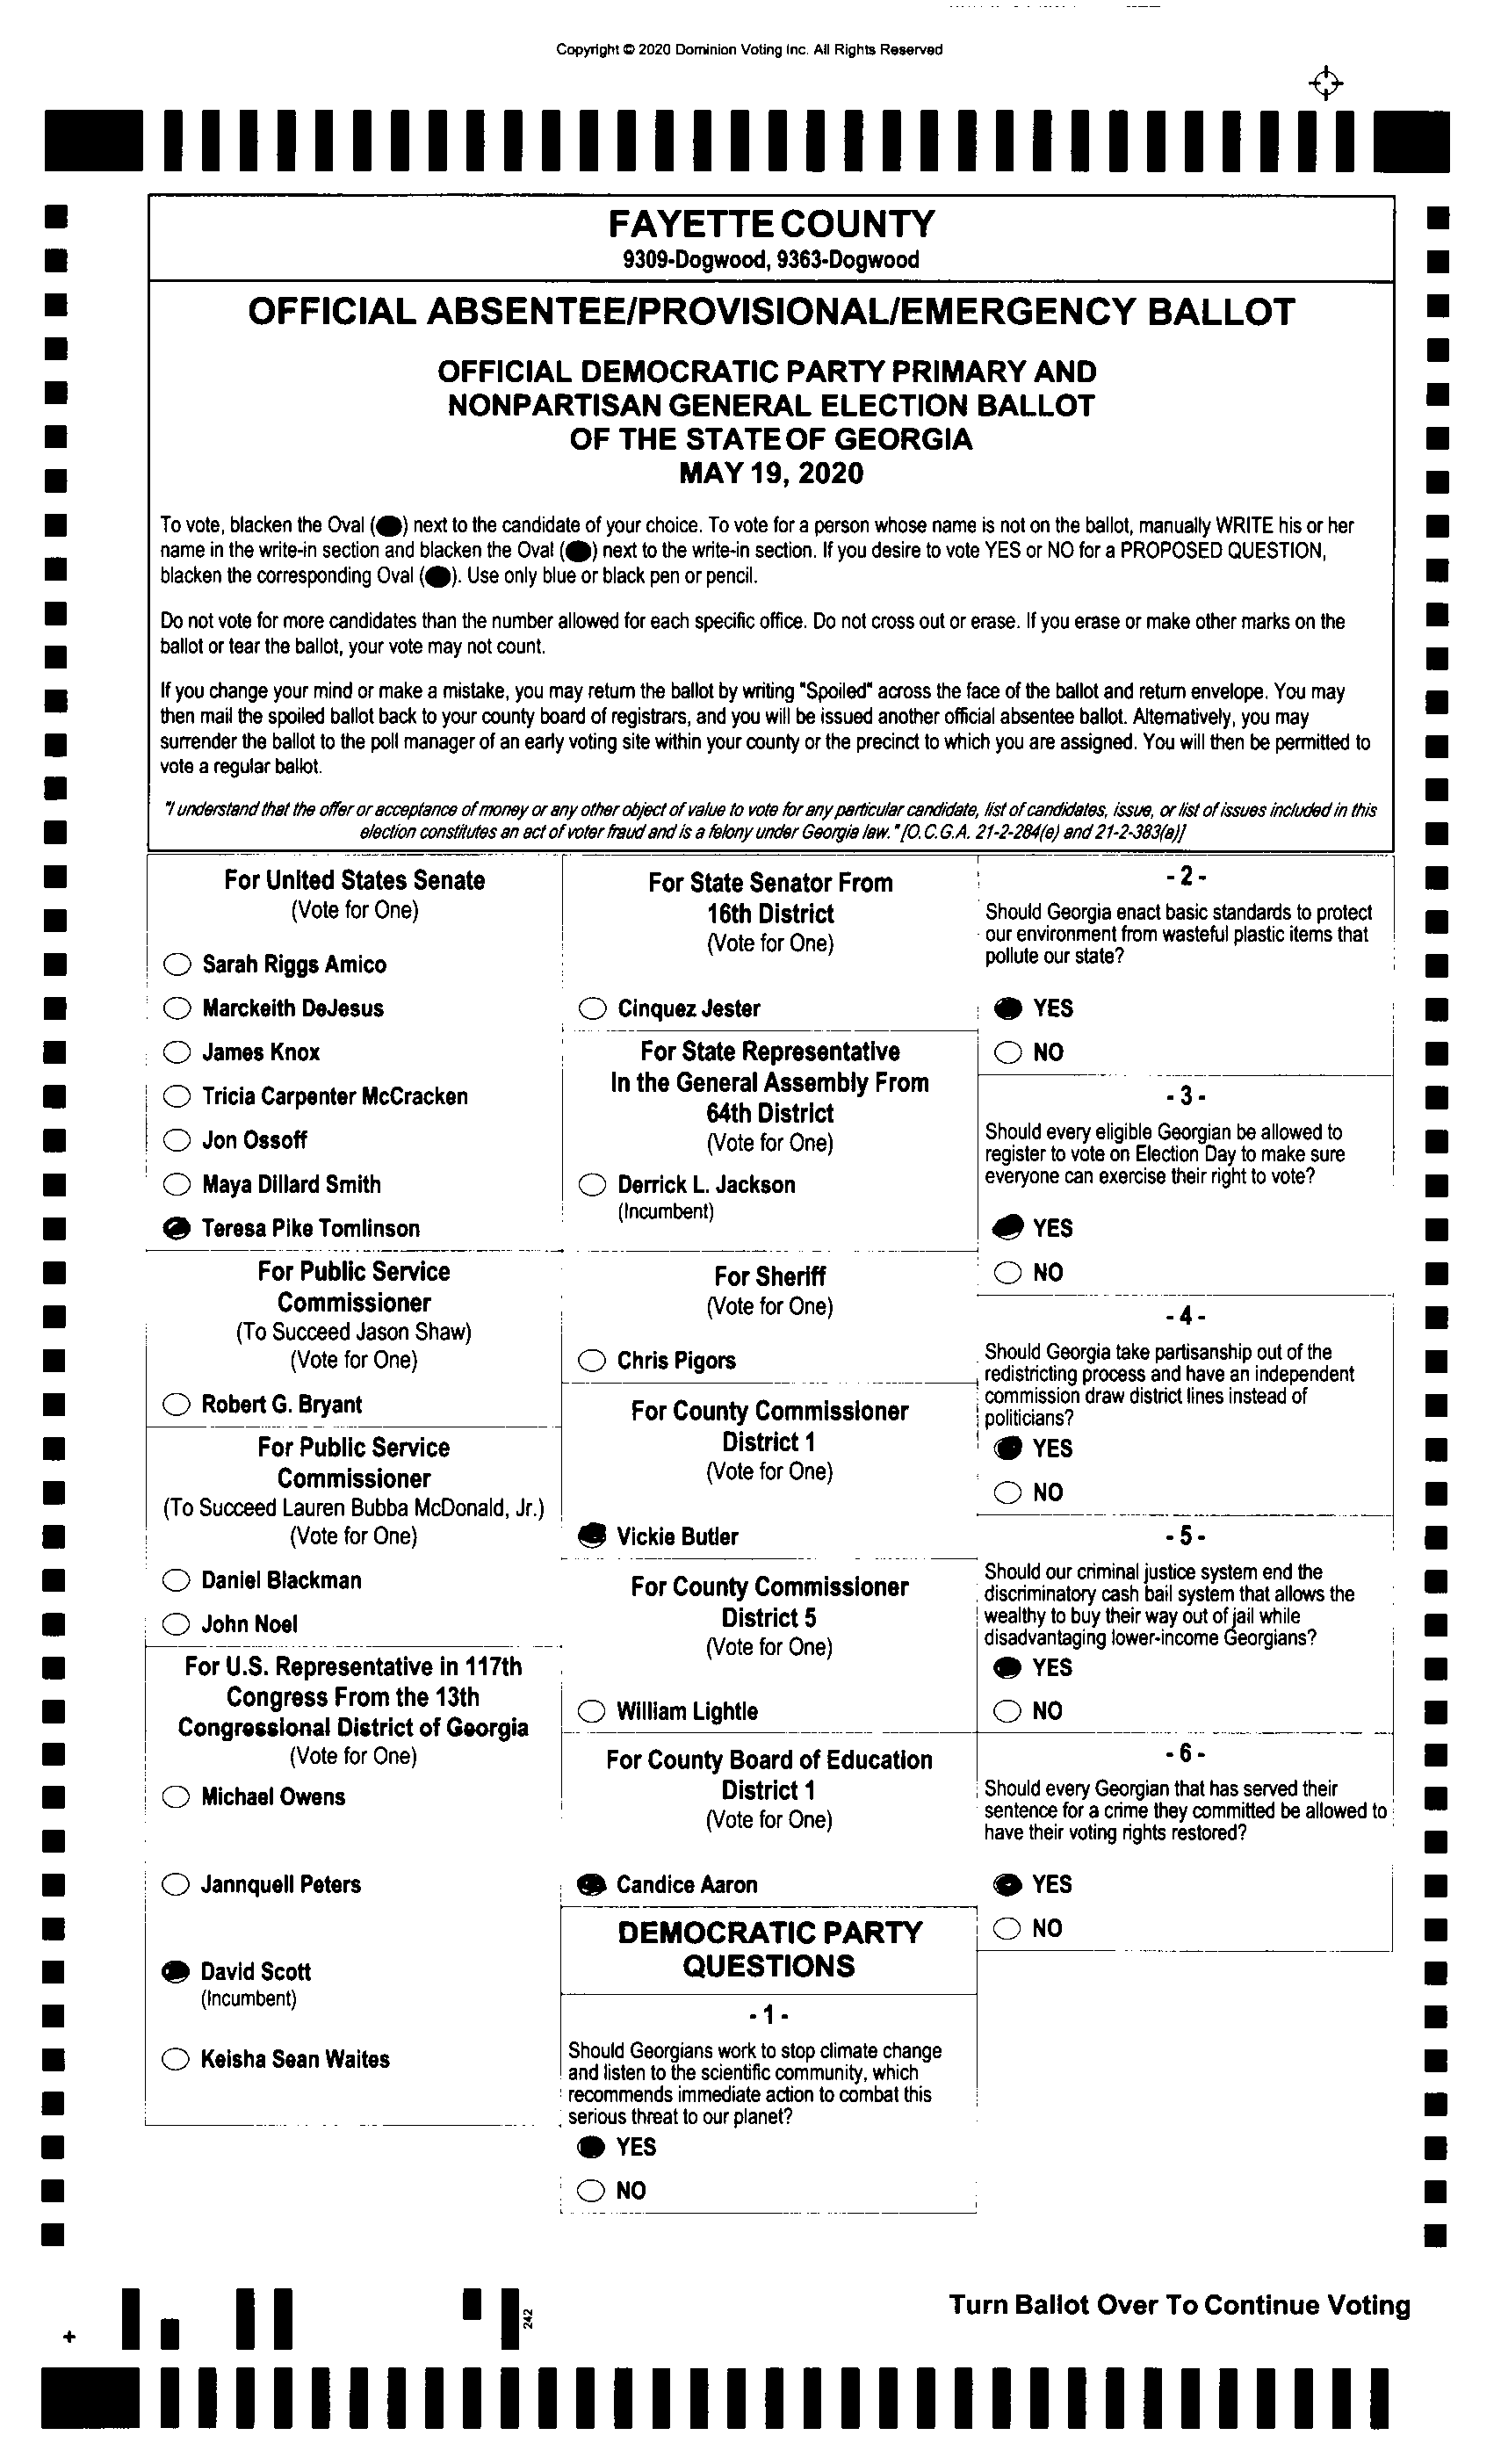 Copyright © 2020 Dominion Voting Inc. All Rights Reserved
FAYETTE COUNTY
9309-Dogwood, 9363-Dogwood
OFFICIAL ABSENTEE/PROVISIONAL/EMERGENCY BALLOT
OFFICIAL DEMOCRATIC PARTY PRIMARY AND
NONPARTISAN GENERAL ELECTION BALLOT
OF THE STATE OF GEORGIA
MAY 19, 2020
To vote, blacken the Oval (⬬) next to the candidate of your choice. To vote for a person whose name is not on the ballot, manually WRITE his or her
name in the write-in section and blacken the Oval (⬬) next to the write-in section. If you desire to vote YES or NO for a PROPOSED QUESTION,
blacken the corresponding Oval (⬬). Use only blue or black pen or pencil.
Do not vote for more candidates than the number allowed for each specific office. Do not cross out or erase. If you erase or make other marks on the
ballot or tear the ballot, your vote may not count.
If you change your mind or make a mistake, you may return the ballot by writing "Spoiled" across the face of the ballot and return envelope. You may
then mail the spoiled ballot back to your county board of registrars, and you will be issued another official absentee ballot. Alternatively, you may
surrender the ballot to the poll manager of an early voting site within your county or the precinct to which you are assigned. You will then be permitted to
vote a regular ballot.
"I understand that the offer or acceptance of money or any other object of value to vote for any particular candidate, list of candidates, issue, or list of issues included in this
election constitutes an act of voter fraud and is a felony under Georgia law." [O.C.G.A. 21-2-284(e) and 21-2-383(a)]
For United States Senate
(Vote for One)
Sarah Riggs Amico
Marckeith DeJesus
James Knox
Tricia Carpenter McCracken
Jon Ossoff
Maya Dillard Smith
Teresa Pike Tomlinson
For Public Service
Commissioner
(To Succeed Jason Shaw)
(Vote for One)
Robert G. Bryant
For Public Service
Commissioner
(To Succeed Lauren Bubba McDonald, Jr.)
(Vote for One)
Daniel Blackman
John Noel
For U.S. Representative in 117th
Congress From the 13th
Congressional District of Georgia
(Vote for One)
Michael Owens
Jannquell Peters
David Scott
(Incumbent)
Keisha Sean Waites
For State Senator From
16th District
(Vote for One)
Cinquez Jester
For State Representative
In the General Assembly From
64th District
(Vote for One)
Derrick L. Jackson
(Incumbent)
For Sheriff
(Vote for One)
Chris Pigors
For County Commissioner
District 1
(Vote for One)
Vickie Butler
For County Commissioner
District 5
(Vote for One)
William Lightle
For County Board of Education
District 1
(Vote for One)
Candice Aaron
DEMOCRATIC PARTY
QUESTIONS
- 1 -
Should Georgians work to stop climate change
and listen to the scientific community, which
recommends immediate action to combat this
serious threat to our planet?
YES
NO
- 2 -
Should Georgia enact basic standards to protect
our environment from wasteful plastic items that
pollute our state?
YES
NO
- 3 -
Should every eligible Georgian be allowed to
register to vote on Election Day to make sure
everyone can exercise their right to vote?
YES
NO
- 4 -
Should Georgia take partisanship out of the
redistricting process and have an independent
commission draw district lines instead of
politicians?
YES
NO
- 5 -
Should our criminal justice system end the
discriminatory cash bail system that allows the
wealthy to buy their way out of jail while
disadvantaging lower-income Georgians?
YES
NO
- 6 -
Should every Georgian that has served their
sentence for a crime they committed be allowed to
have their voting rights restored?
YES
NO
242
Turn Ballot Over To Continue Voting